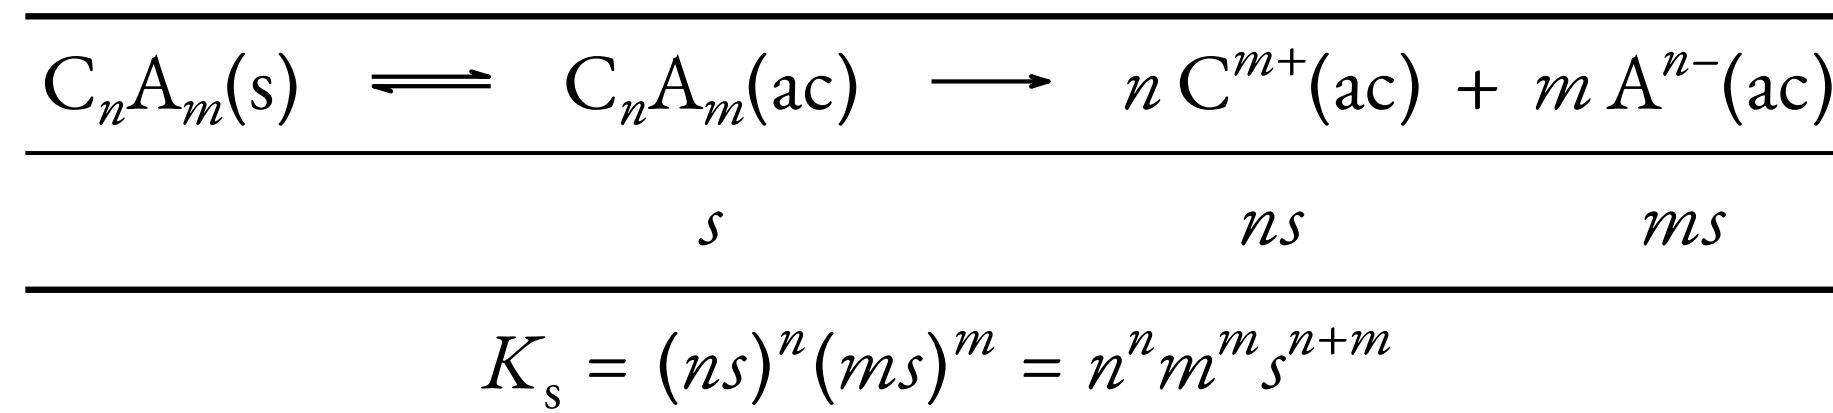 CₙAₘ(s) ⇌ CₙAₘ(ac) ⟶ n Cᵐ⁺(ac) + m Aⁿ⁻(ac)
s ns ms
Kₛ = (ns)ⁿ(ms)ᵐ = nⁿmᵐsⁿ⁺ᵐ